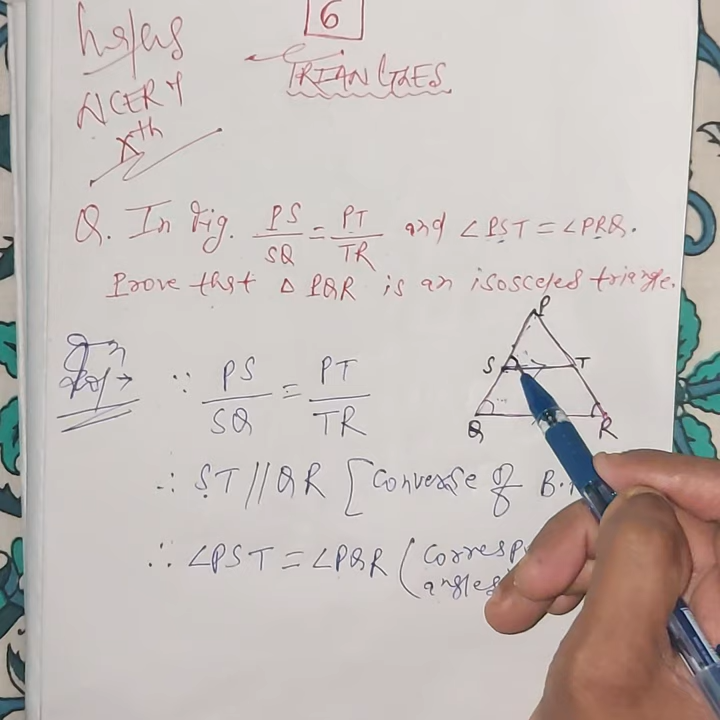 6
TRIANGLES
NCERT
Xth
Q. In Fig. PS/SQ = PT/TR and ∠PST = ∠PRQ.
Prove that △ PQR is an isosceles triangle.
P
S T
Q R
∵ PS/SQ = PT/TR
∴ ST || QR [Converse of B.
∴ ∠PST = ∠PQR (corresp
angles